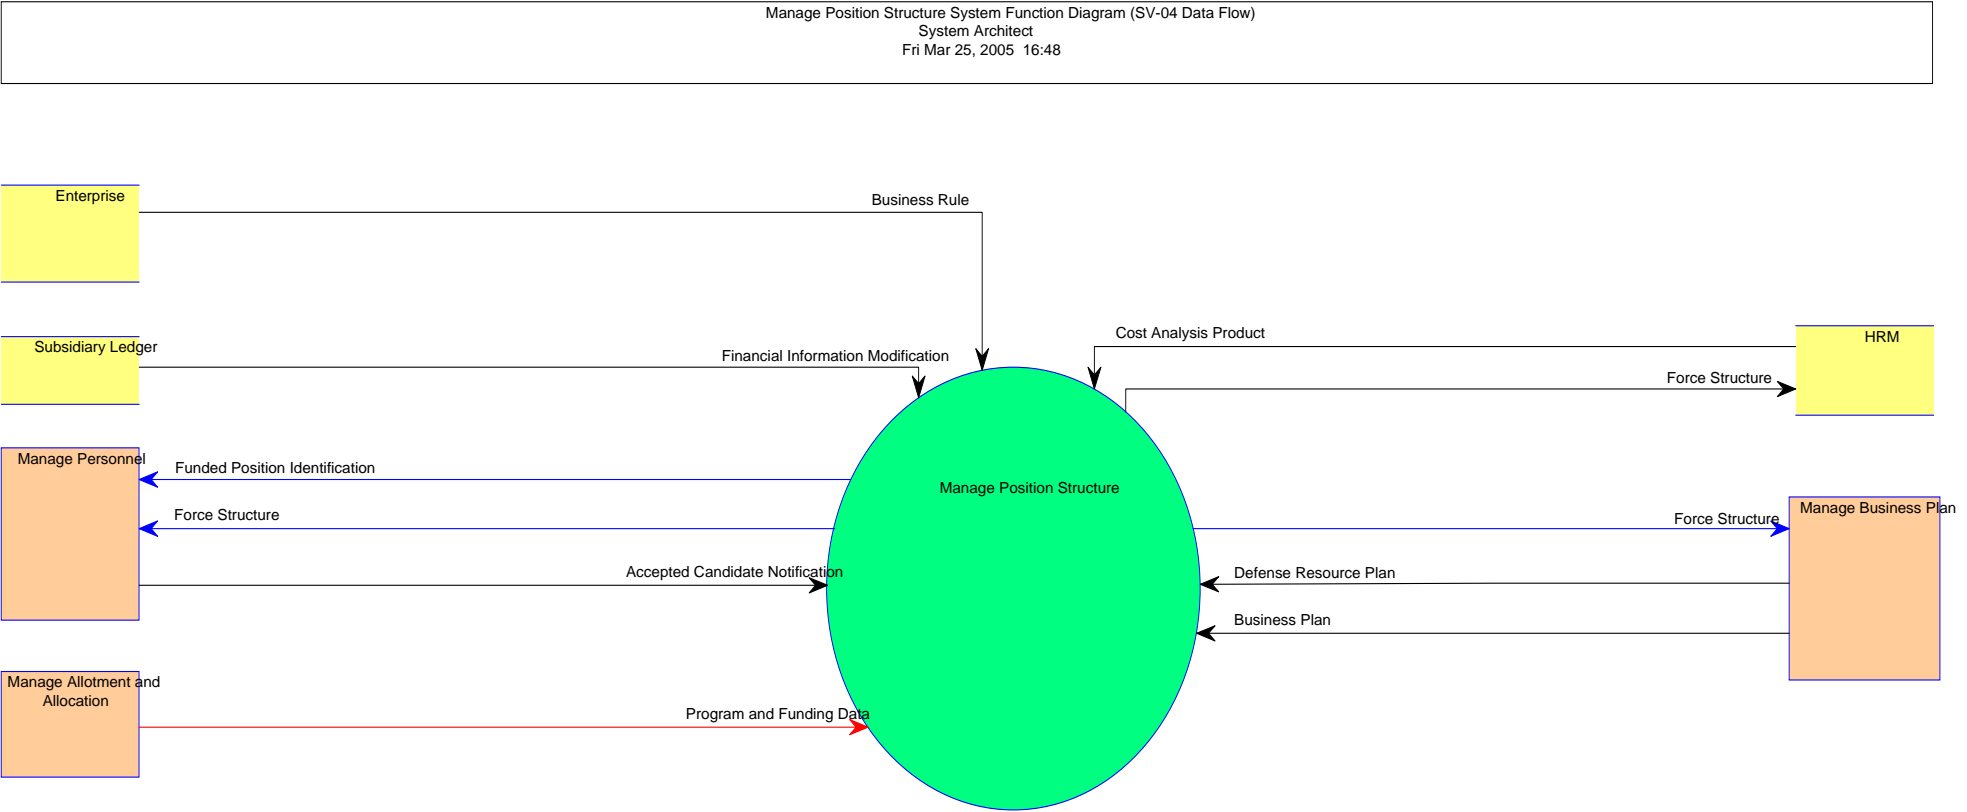 Manage Position Structure System Function Diagram (SV-04 Data Flow)
System Architect
Fri Mar 25, 2005  16:48
Enterprise
Business Rule
Subsidiary Ledger
Financial Information Modification
Cost Analysis Product
HRM
Force Structure
Manage Personnel
Funded Position Identification
Manage Position Structure
Force Structure
Force Structure
Manage Business Plan
Accepted Candidate Notification
Defense Resource Plan
Business Plan
Manage Allotment and
Allocation
Program and Funding Data